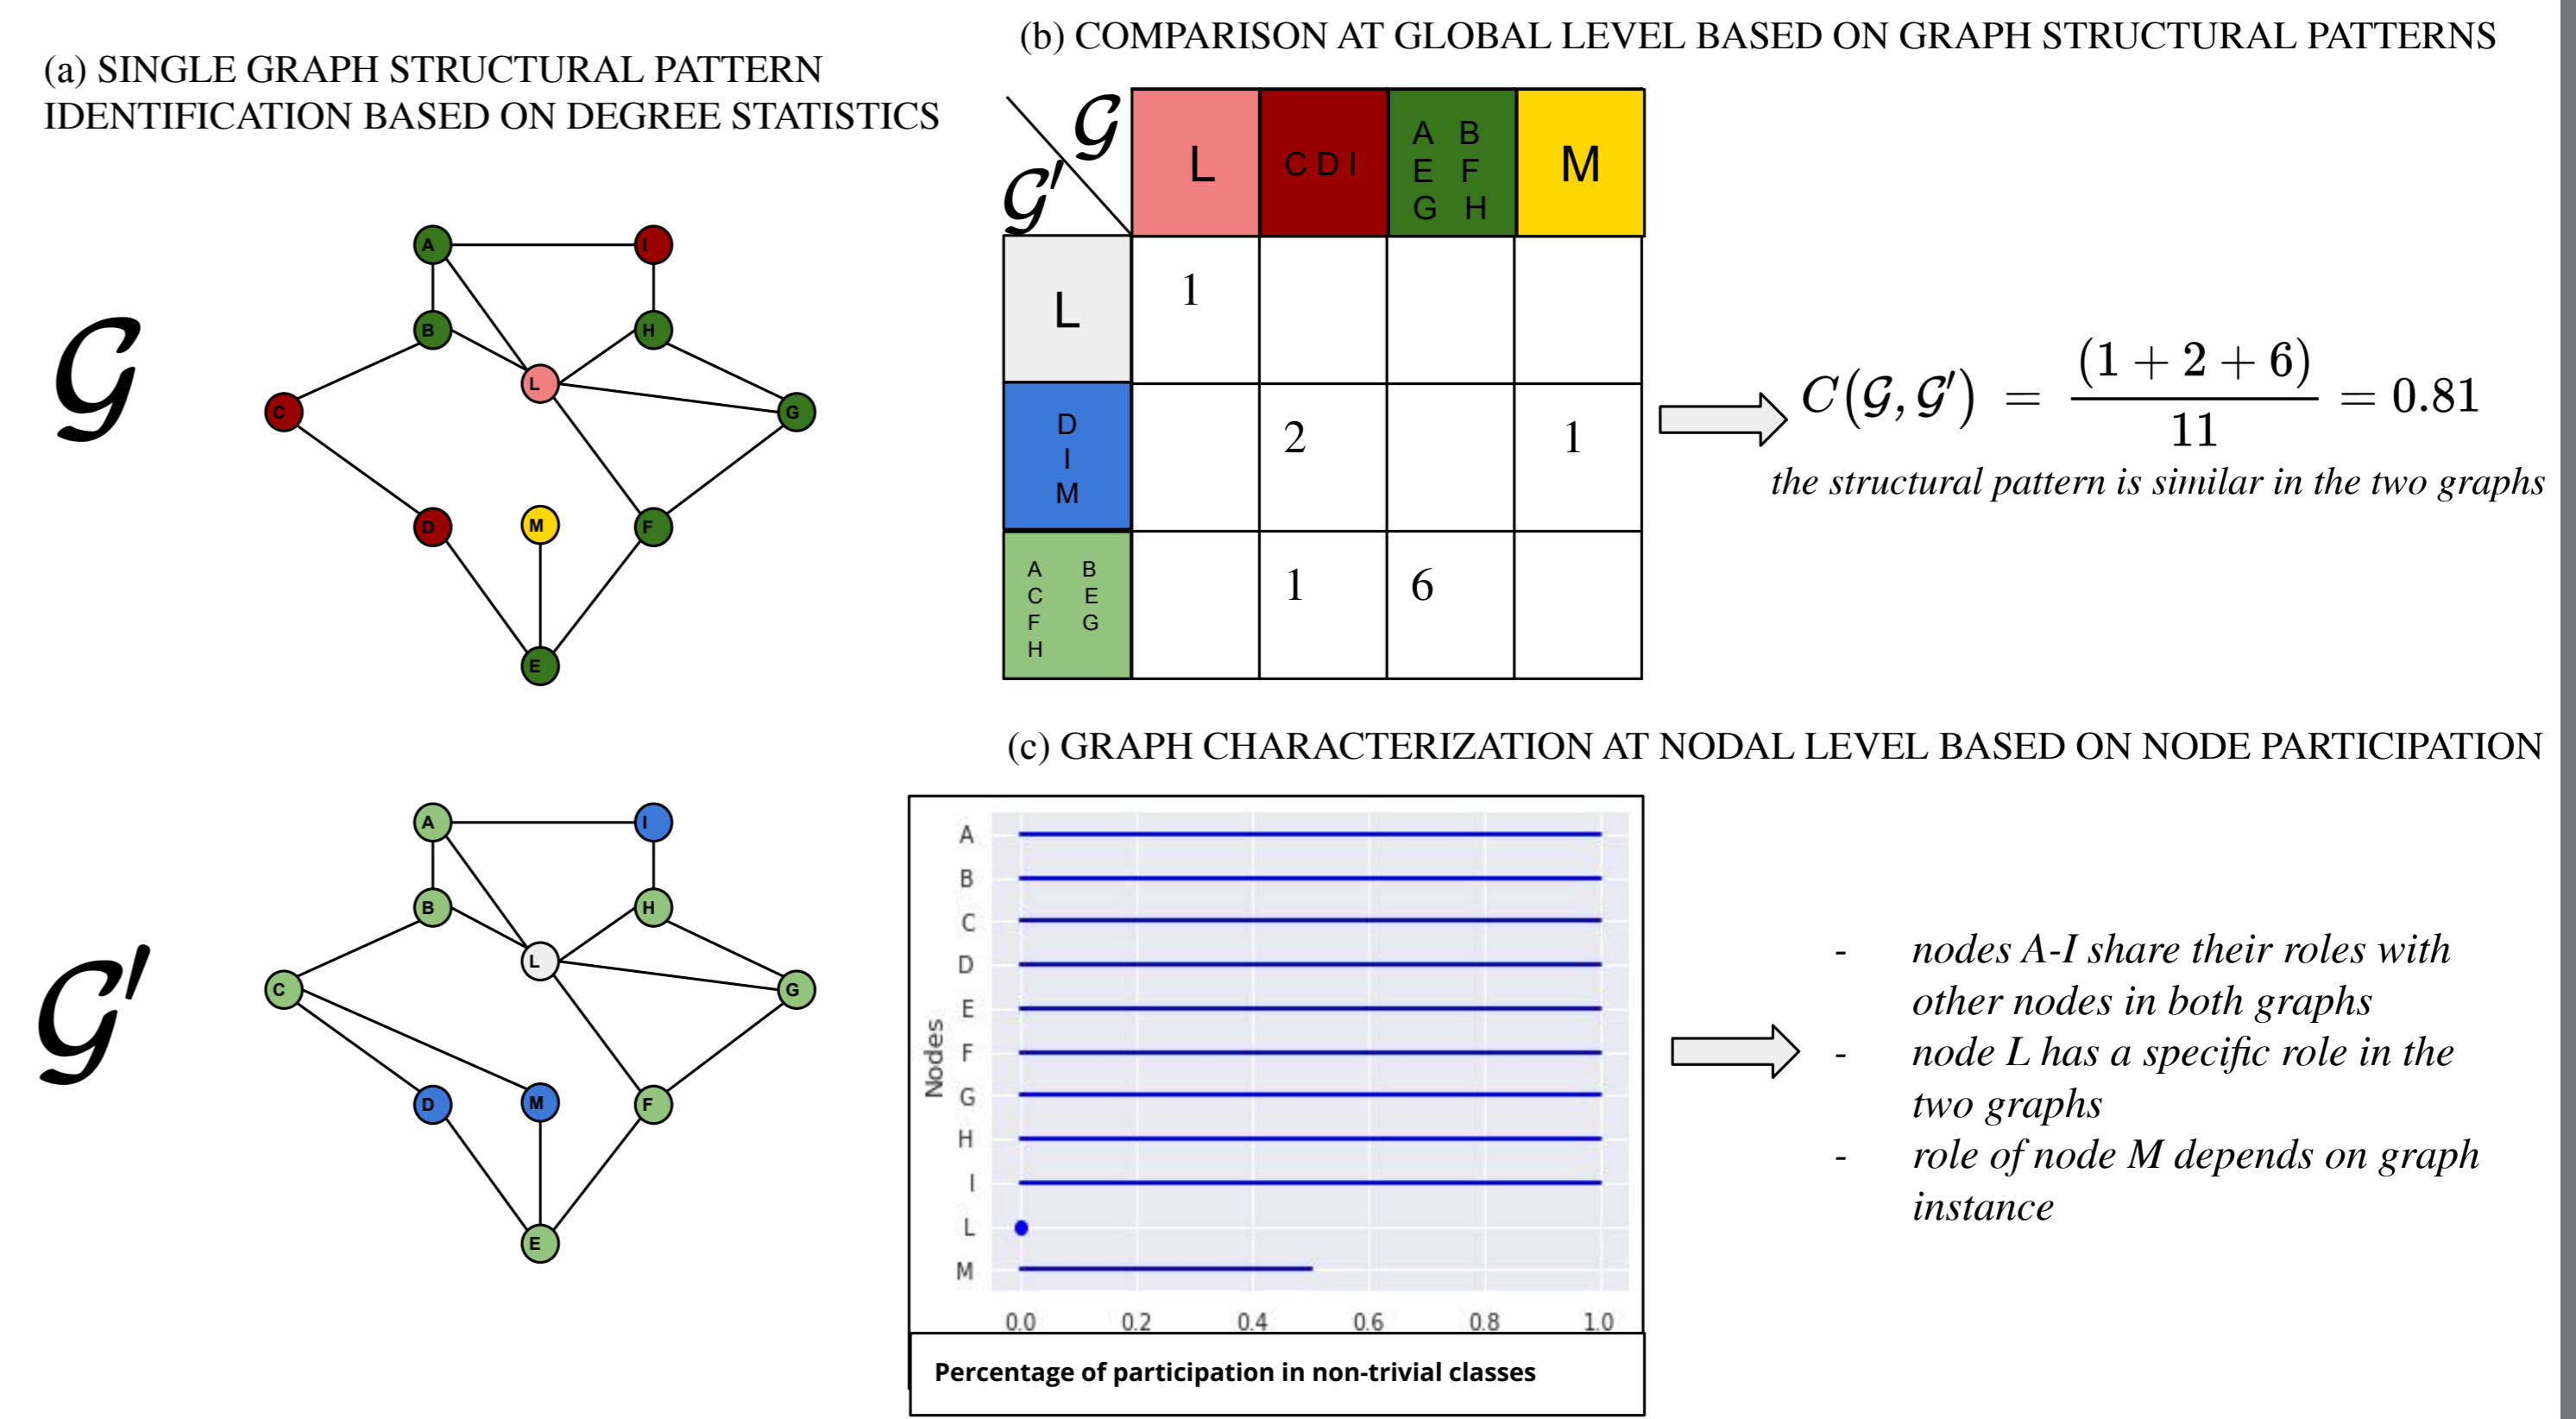 (a) SINGLE GRAPH STRUCTURAL PATTERN
IDENTIFICATION BASED ON DEGREE STATISTICS
𝒢
A
I
B
H
L
C
G
D
M
F
E
𝒢′
A
I
B
H
L
C
G
D
M
F
E
(b) COMPARISON AT GLOBAL LEVEL BASED ON GRAPH STRUCTURAL PATTERNS
𝒢
𝒢′
L
C D I
A B
E F
G H
M
L
1
D
I
M
2
1
A B
C E
F G
H
1
6
C(𝒢, 𝒢′) = (1 + 2 + 6) / 11 = 0.81
the structural pattern is similar in the two graphs
(c) GRAPH CHARACTERIZATION AT NODAL LEVEL BASED ON NODE PARTICIPATION
Nodes
A
B
C
D
E
F
G
H
I
L
M
0.0 0.2 0.4 0.6 0.8 1.0
Percentage of participation in non-trivial classes
- nodes A-I share their roles with
other nodes in both graphs
- node L has a specific role in the
two graphs
- role of node M depends on graph
instance